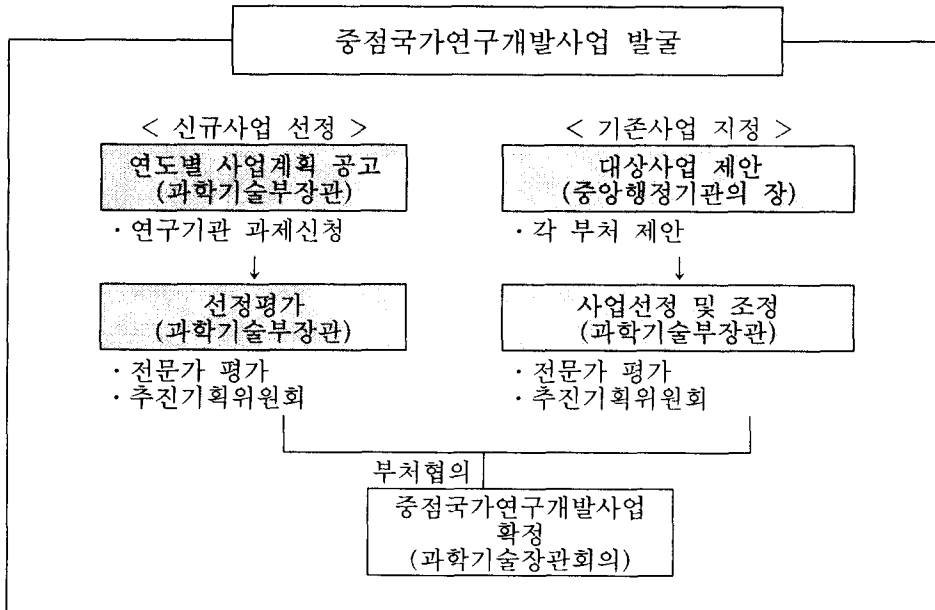 중점국가연구개발사업 발굴
< 신규사업 선정 >
연도별 사업계획 공고
(과학기술부장관)
· 연구기관 과제신청
↓
선정평가
(과학기술부장관)
· 전문가 평가
· 추진기획위원회
< 기존사업 지정 >
대상사업 제안
(중앙행정기관의 장)
· 각 부처 제안
↓
사업선정 및 조정
(과학기술부장관)
· 전문가 평가
· 추진기획위원회
부처협의
중점국가연구개발사업
확정
(과학기술장관회의)